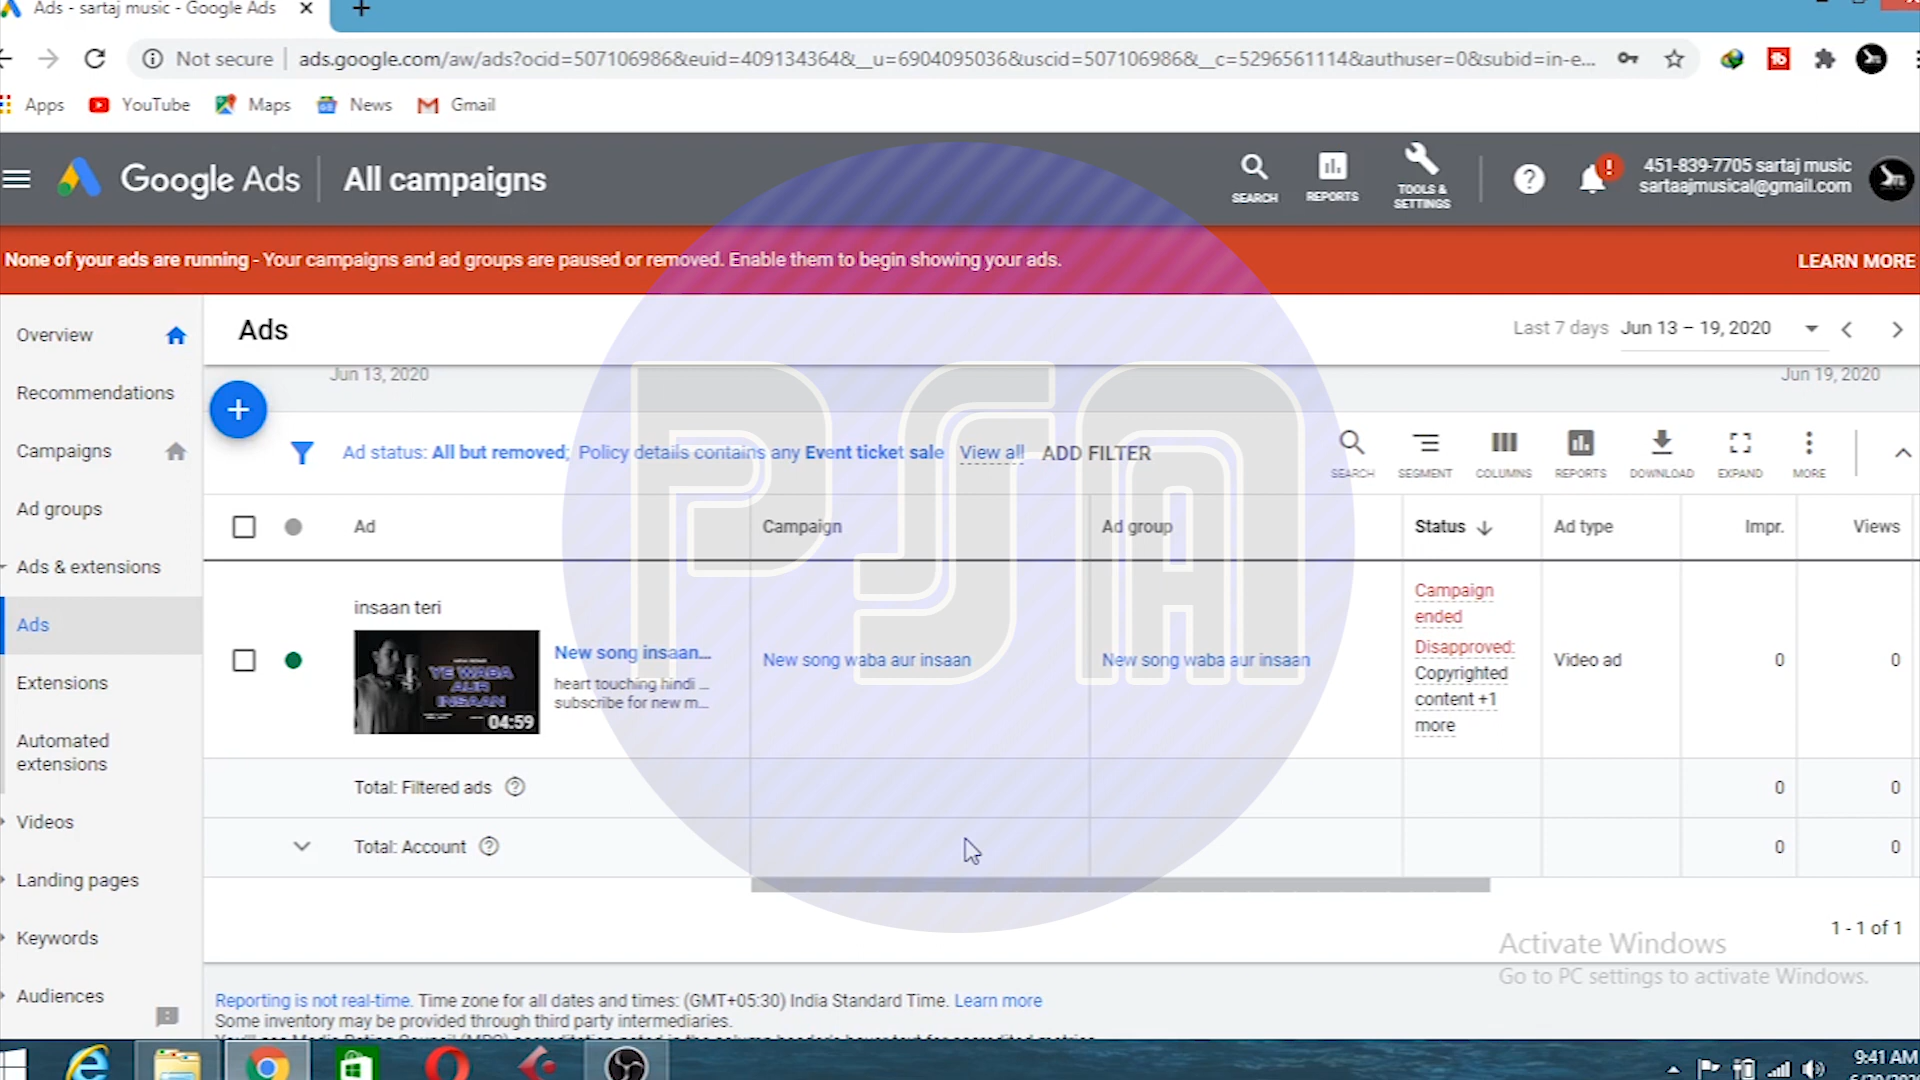 Ads - sartaj music - Google Ads
Not secure ads.google.com/aw/ads?ocid=507106986&euid=409134364&__u=6904095036&uscid=507106986&__c=5296561114&authuser=0&subid=in-e...
Apps YouTube Maps News Gmail
Google Ads All campaigns
SEARCH REPORTS TOOLS & SETTINGS
451-839-7705 sartaj music
sartaajmusical@gmail.com
None of your ads are running - Your campaigns and ad groups are paused or removed. Enable them to begin showing your ads. LEARN MORE
Overview
Recommendations
Campaigns
Ad groups
Ads & extensions
Ads
Extensions
Automated
extensions
Videos
Landing pages
Keywords
Audiences
Ads
Last 7 days Jun 13 – 19, 2020
Jun 13, 2020 Jun 19, 2020
Ad status: All but removed; Policy details contains any Event ticket sale View all ADD FILTER
SEARCH SEGMENT COLUMNS REPORTS DOWNLOAD EXPAND MORE
Ad Campaign Ad group Status Ad type Impr. Views
insaan teri
YE WABA
AUR
INSAAN
04:59
New song insaan...
heart touching hindi ...
subscribe for new m...
New song waba aur insaan
New song waba aur insaan
Campaign
ended
Disapproved:
Copyrighted
content +1
more
Video ad
0 0
Total: Filtered ads 0 0
Total: Account 0 0
PSA
1 - 1 of 1
Activate Windows
Go to PC settings to activate Windows.
Reporting is not real-time. Time zone for all dates and times: (GMT+05:30) India Standard Time. Learn more
Some inventory may be provided through third party intermediaries.
9:41 AM